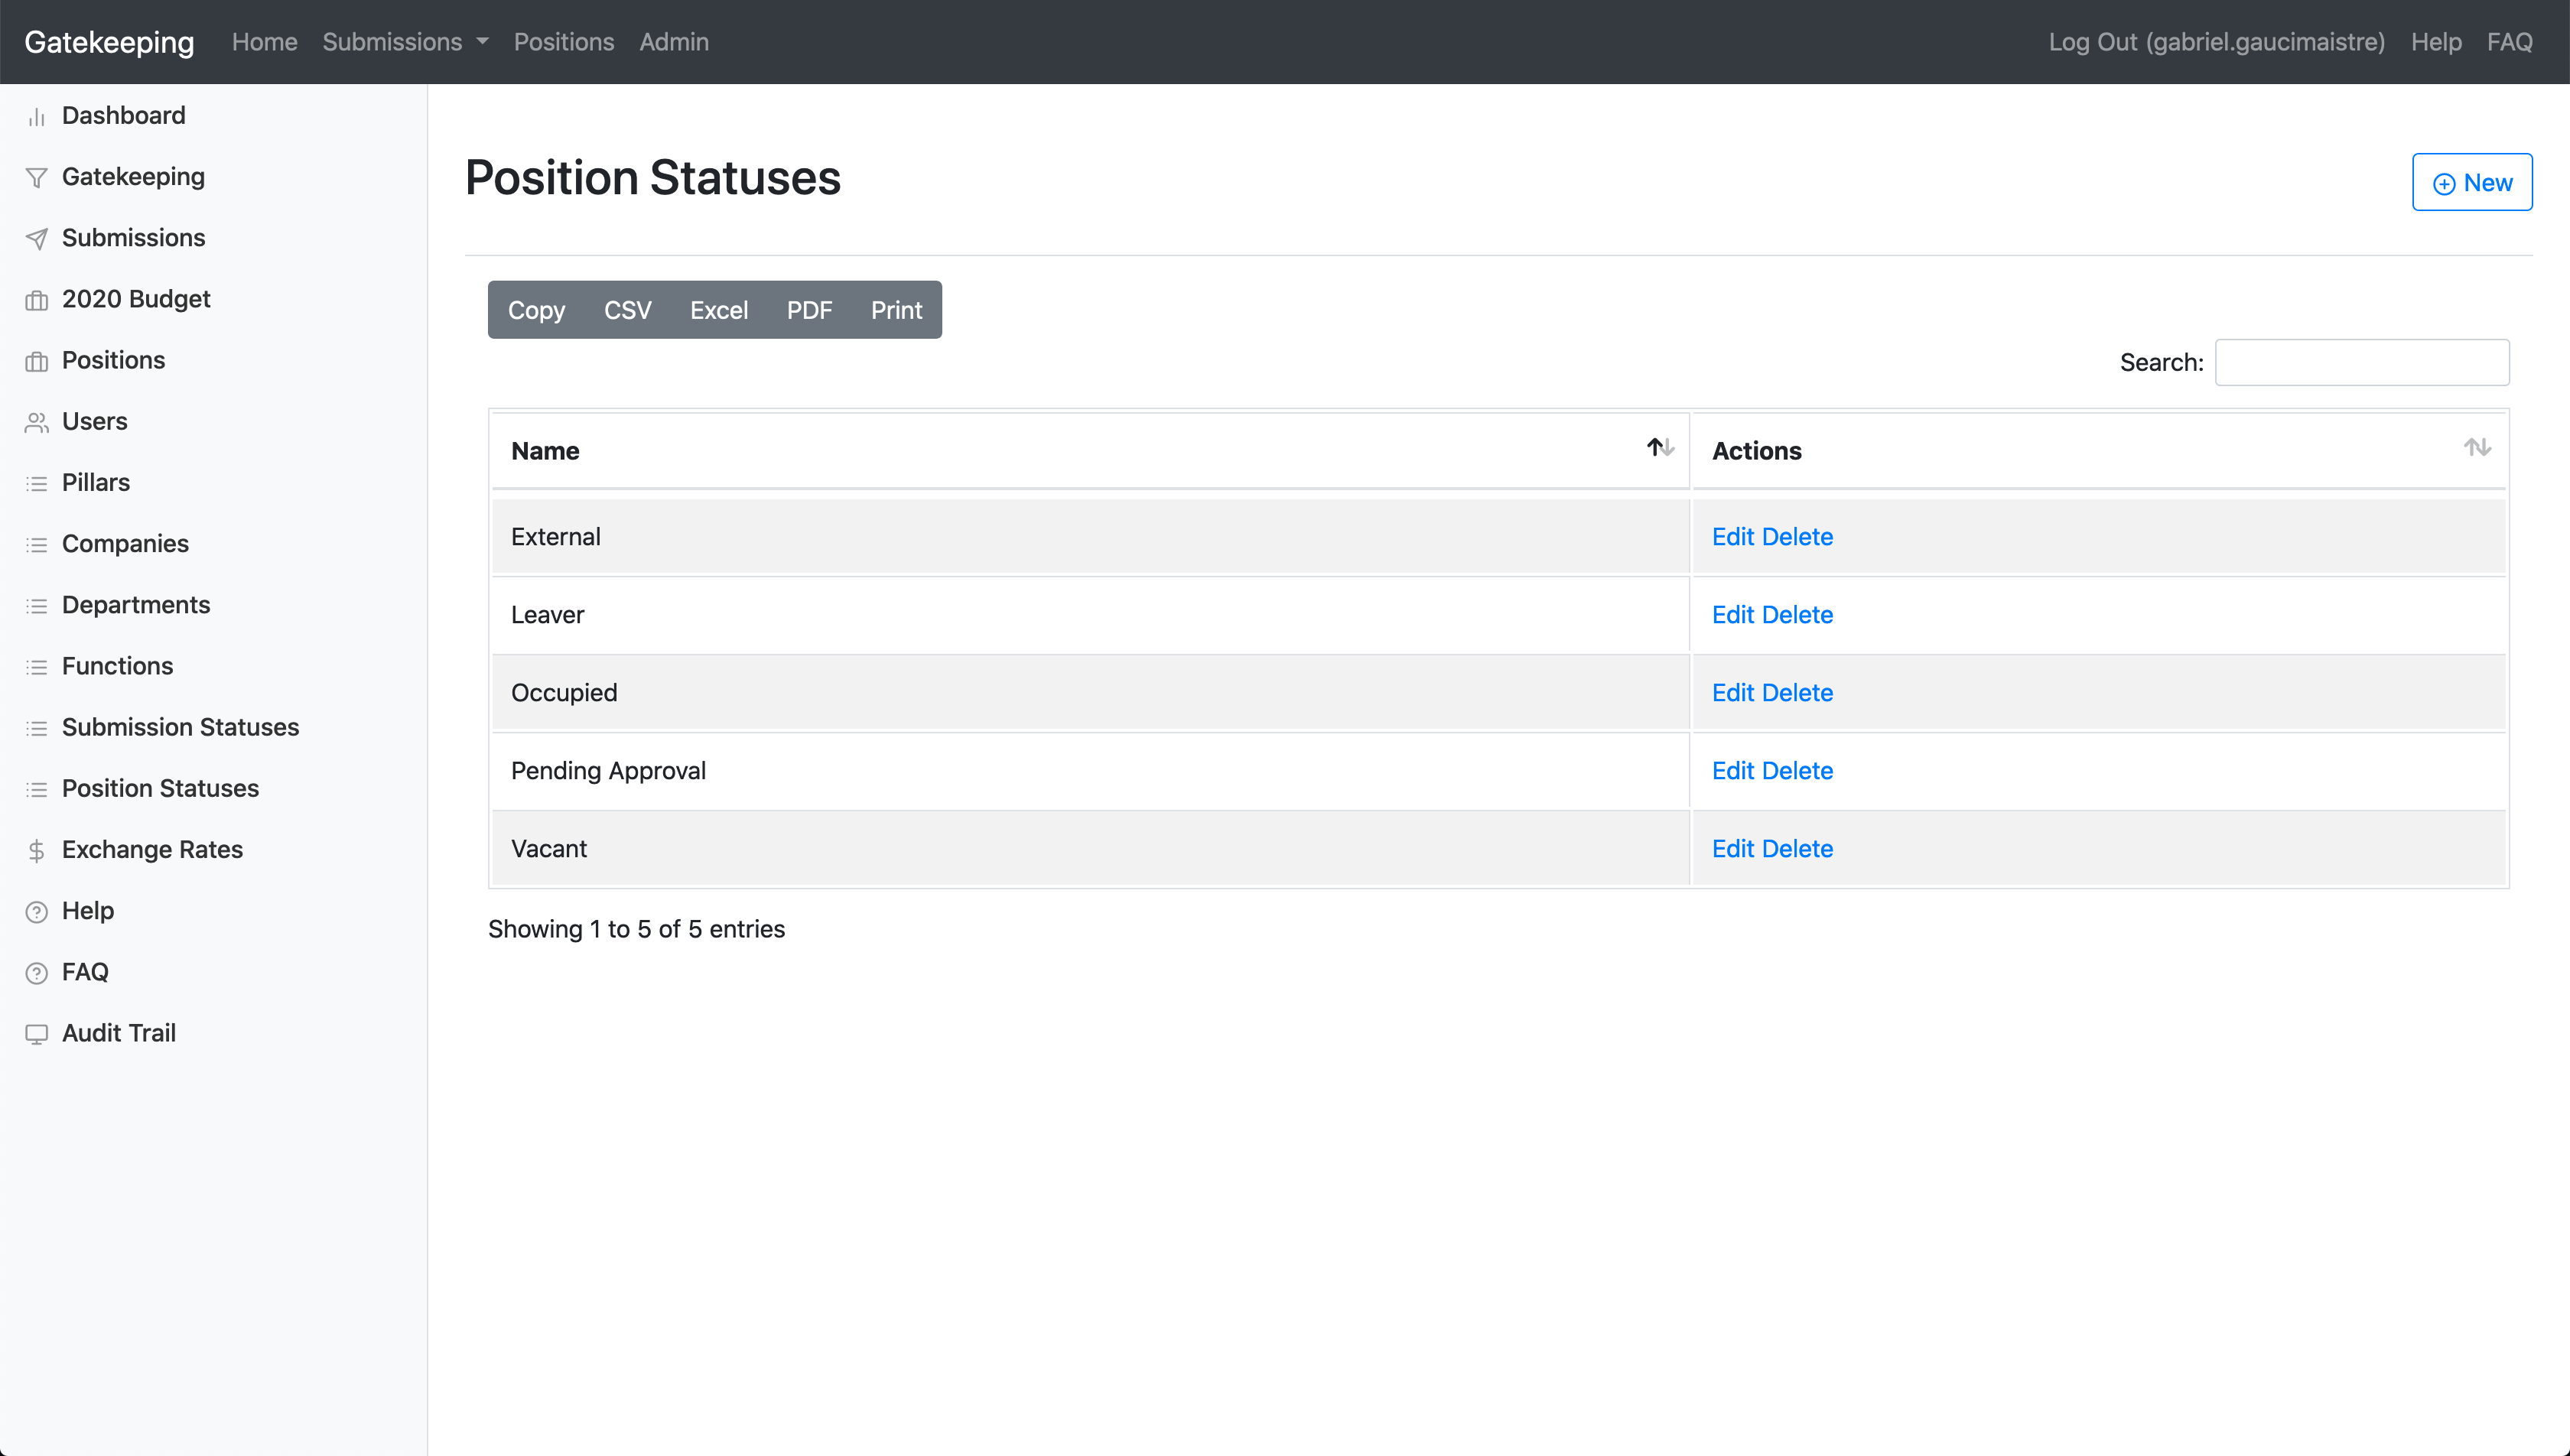 Gatekeeping Home Submissions Positions Admin Log Out (gabriel.gaucimaistre) Help FAQ
Dashboard
Gatekeeping
Submissions
2020 Budget
Positions
Users
Pillars
Companies
Departments
Functions
Submission Statuses
Position Statuses
Exchange Rates
Help
FAQ
Audit Trail
Position Statuses
New
Copy CSV Excel PDF Print
Search:
Name Actions
External Edit Delete
Leaver Edit Delete
Occupied Edit Delete
Pending Approval Edit Delete
Vacant Edit Delete
Showing 1 to 5 of 5 entries